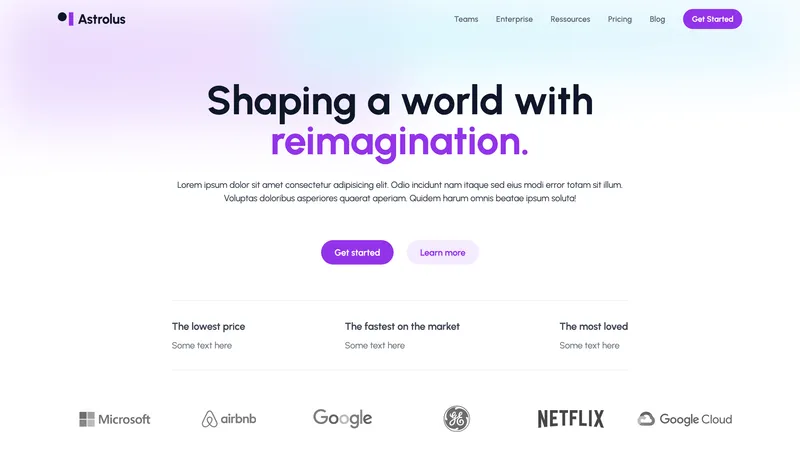 Astrolus
Teams Enterprise Ressources Pricing Blog Get Started
Shaping a world with
reimagination.
Lorem ipsum dolor sit amet consectetur adipisicing elit. Odio incidunt nam itaque sed eius modi error totam sit illum.
Voluptas doloribus asperiores quaerat aperiam. Quidem harum omnis beatae ipsum soluta!
Get started Learn more
The lowest price The fastest on the market The most loved
Some text here Some text here Some text here
Microsoft airbnb Google GE NETFLIX Google Cloud